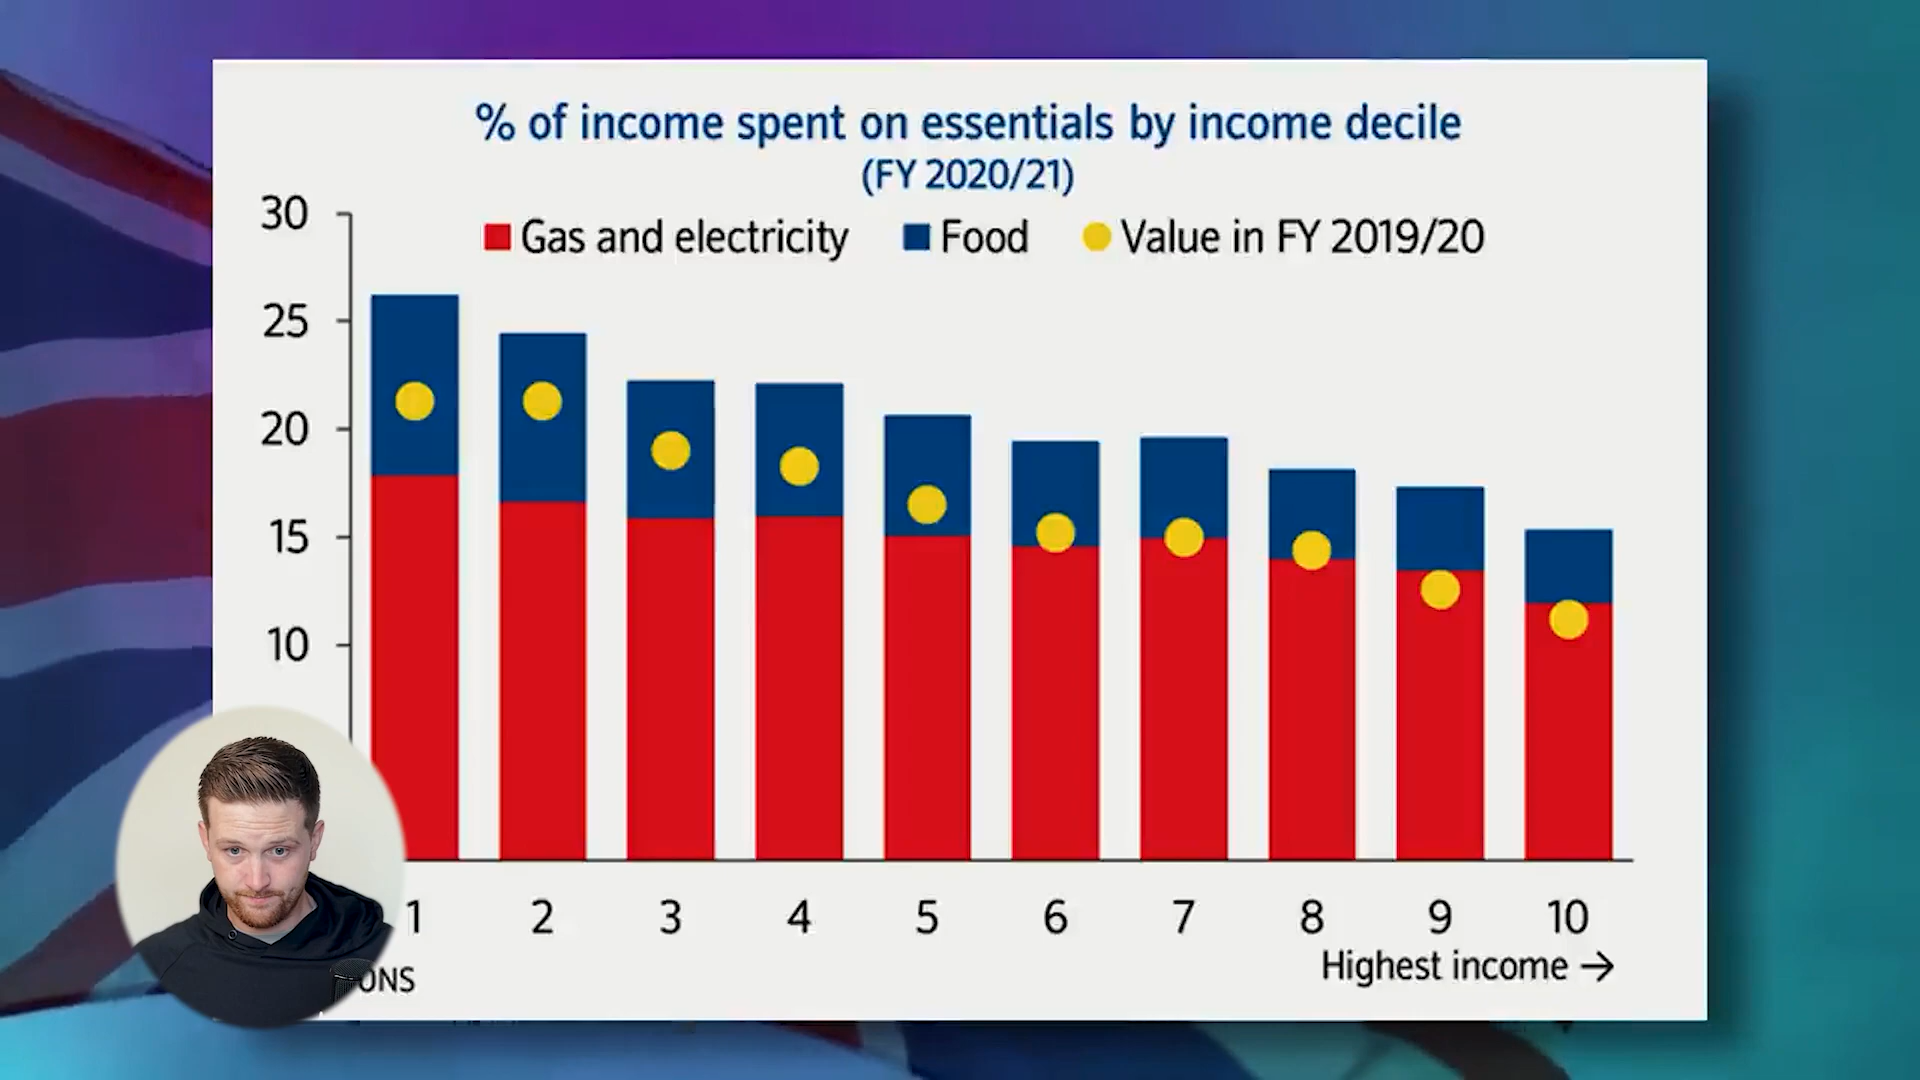 % of income spent on essentials by income decile
(FY 2020/21)
Gas and electricity Food Value in FY 2019/20
30
25
20
15
10
1 2 3 4 5 6 7 8 9 10
Highest income →
ONS